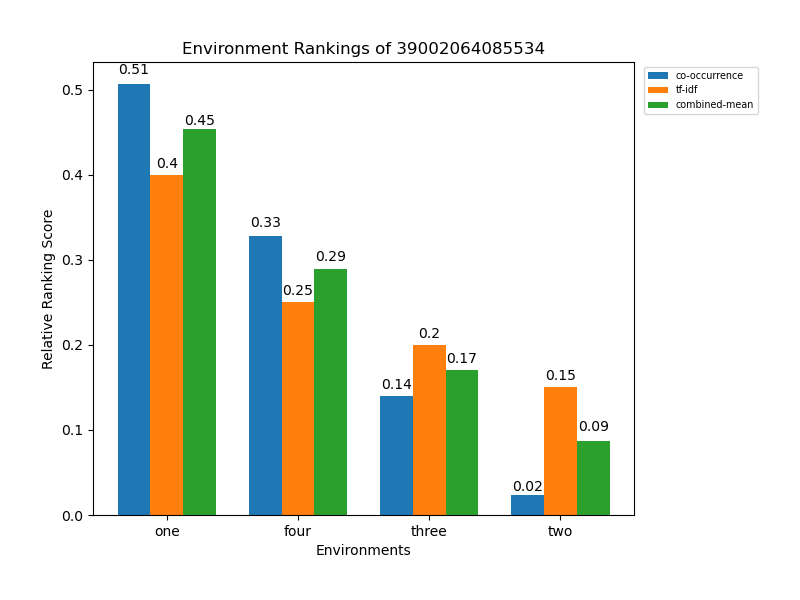 Environment Rankings of 39002064085534
co-occurrence
tf-idf
combined-mean
0.51
0.4
0.45
0.33
0.25
0.29
0.14
0.2
0.17
0.02
0.15
0.09
Relative Ranking Score
0.5
0.4
0.3
0.2
0.1
0.0
one four three two
Environments